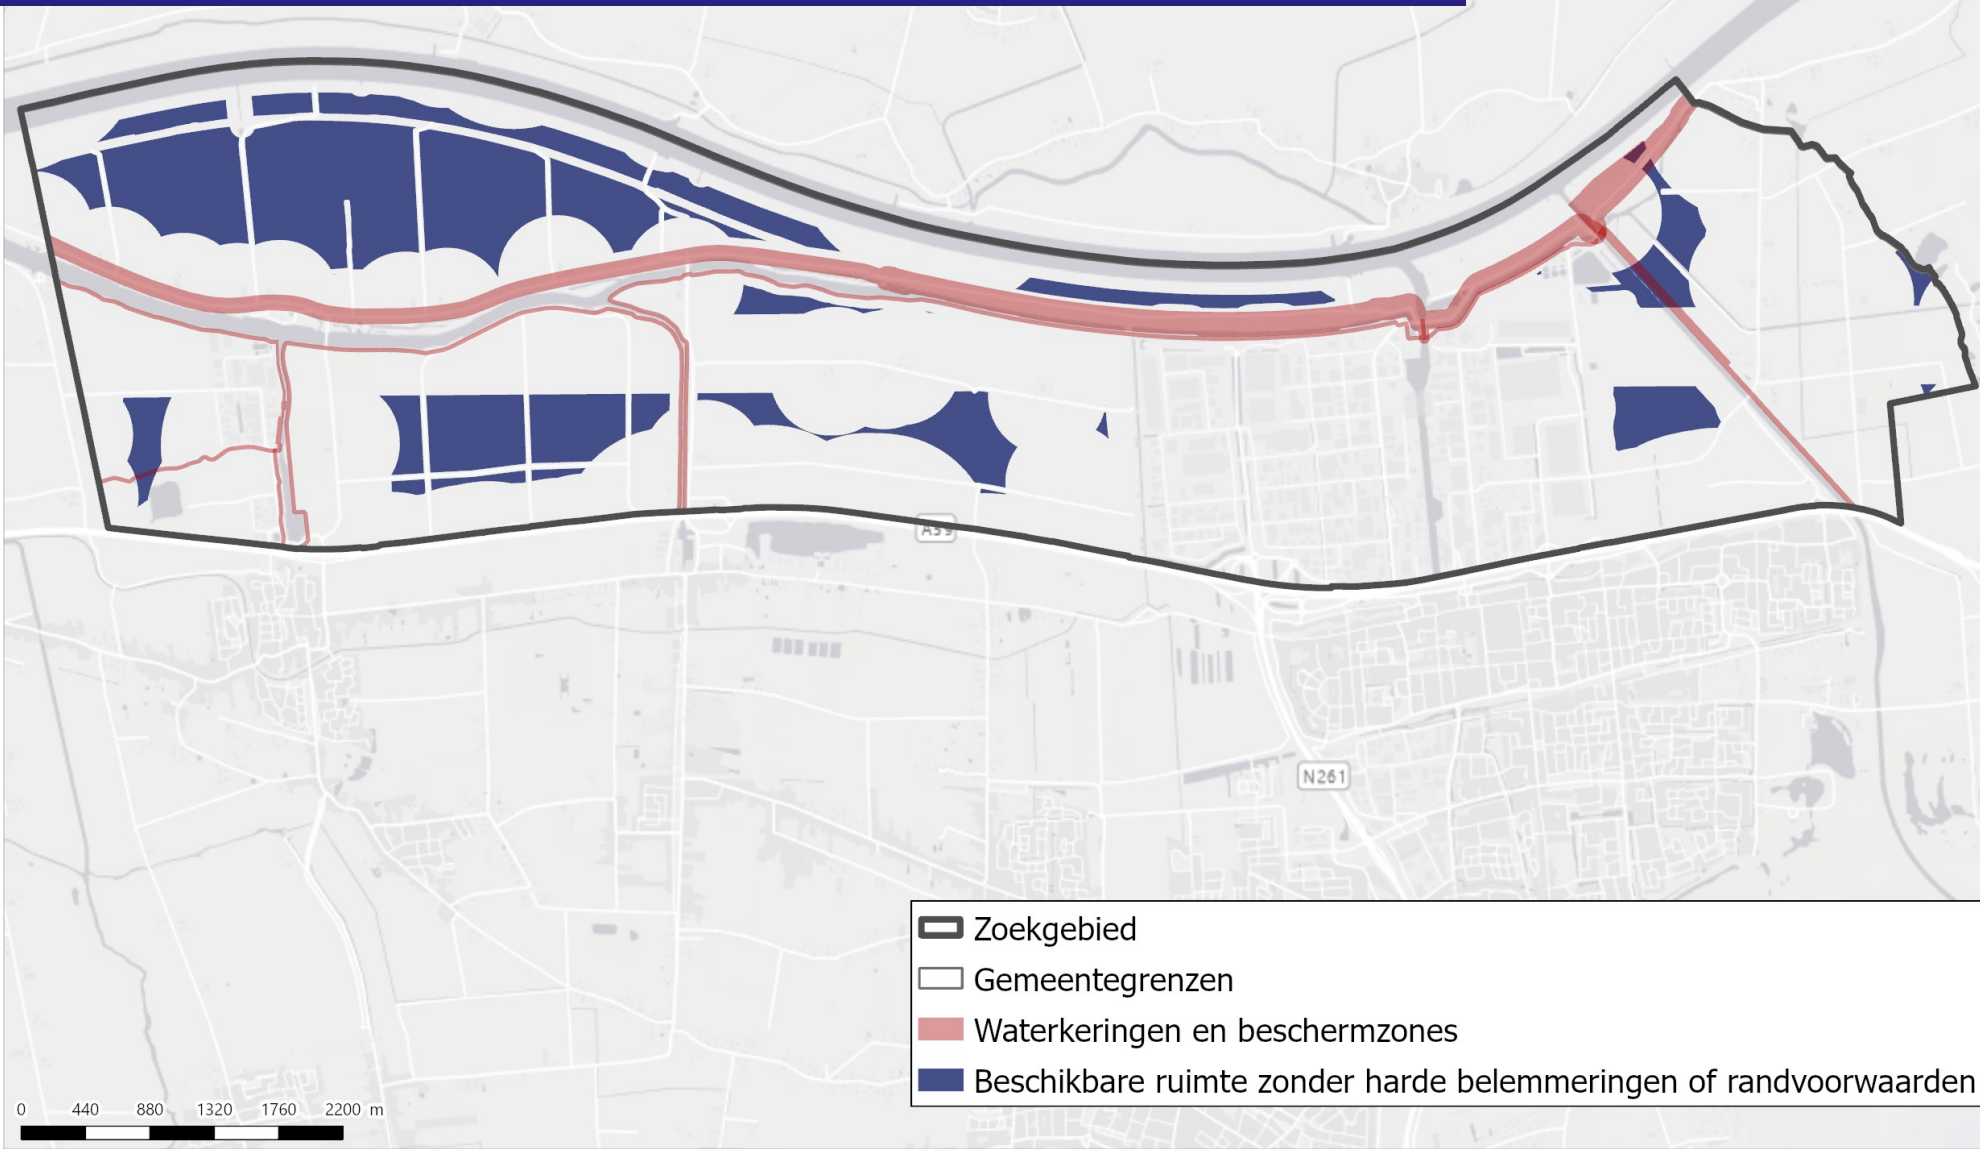 A59
N261
Zoekgebied
Gemeentegrenzen
Waterkeringen en beschermzones
Beschikbare ruimte zonder harde belemmeringen of randvoorwaarden
0 440 880 1320 1760 2200 m